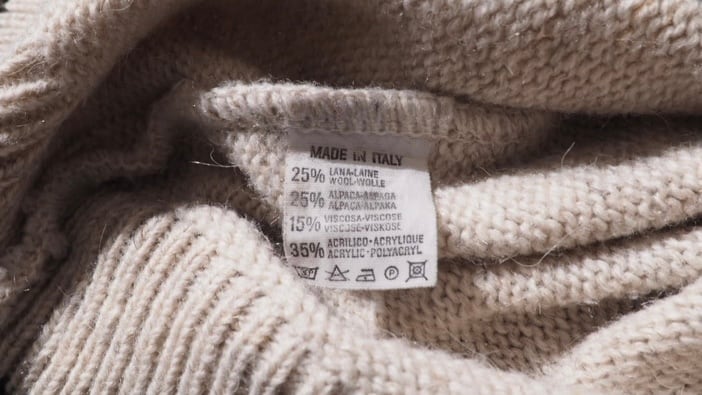 MADE IN ITALY
25% LANA-LAINE
WOOL-WOLLE
25% ALPACA-ALPAGA
ALPACA-ALPAKA
15% VISCOSA-VISCOSE
VISCOSE-VISCOSE
35% ACRILICO-ACRYLIQUE
ACRYLIC-POLYACRYL
P